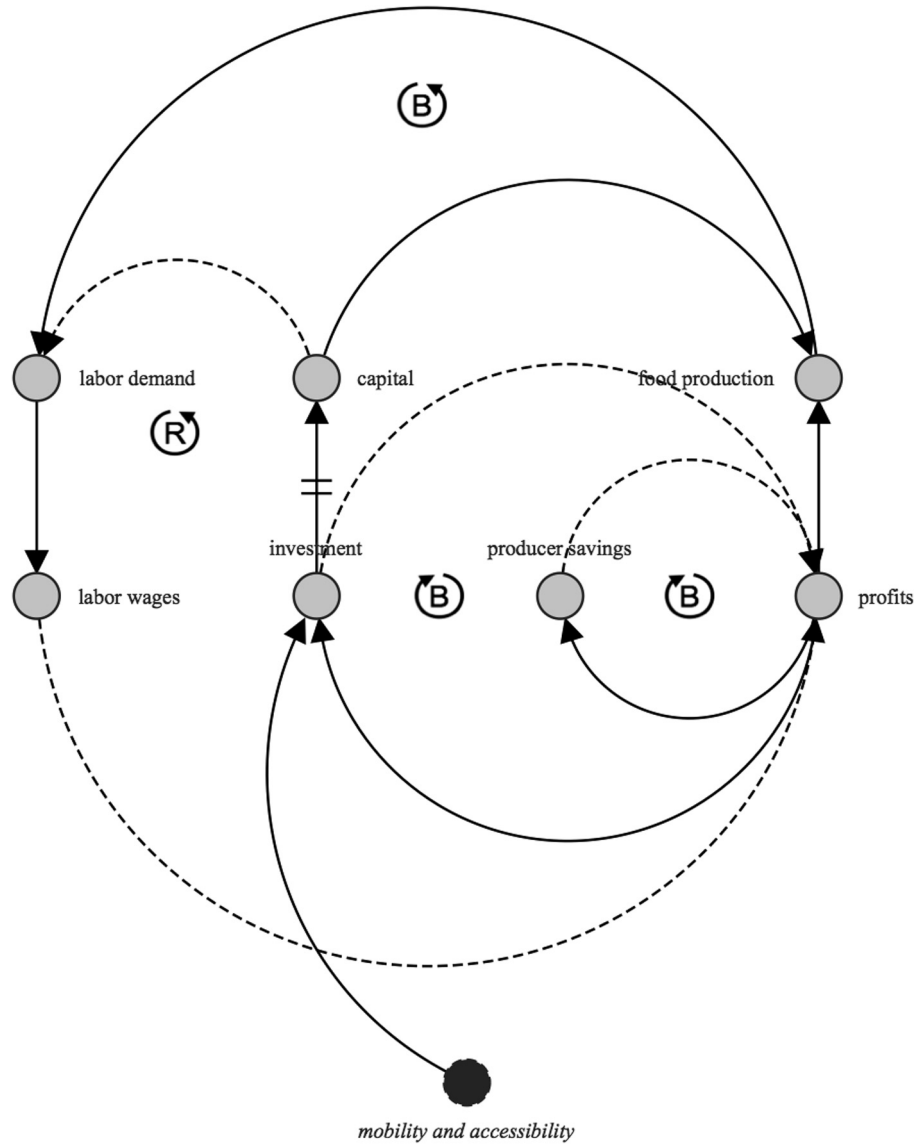 B
labor demand
capital
food production
R
investment
producer savings
labor wages
B
B
profits
mobility and accessibility